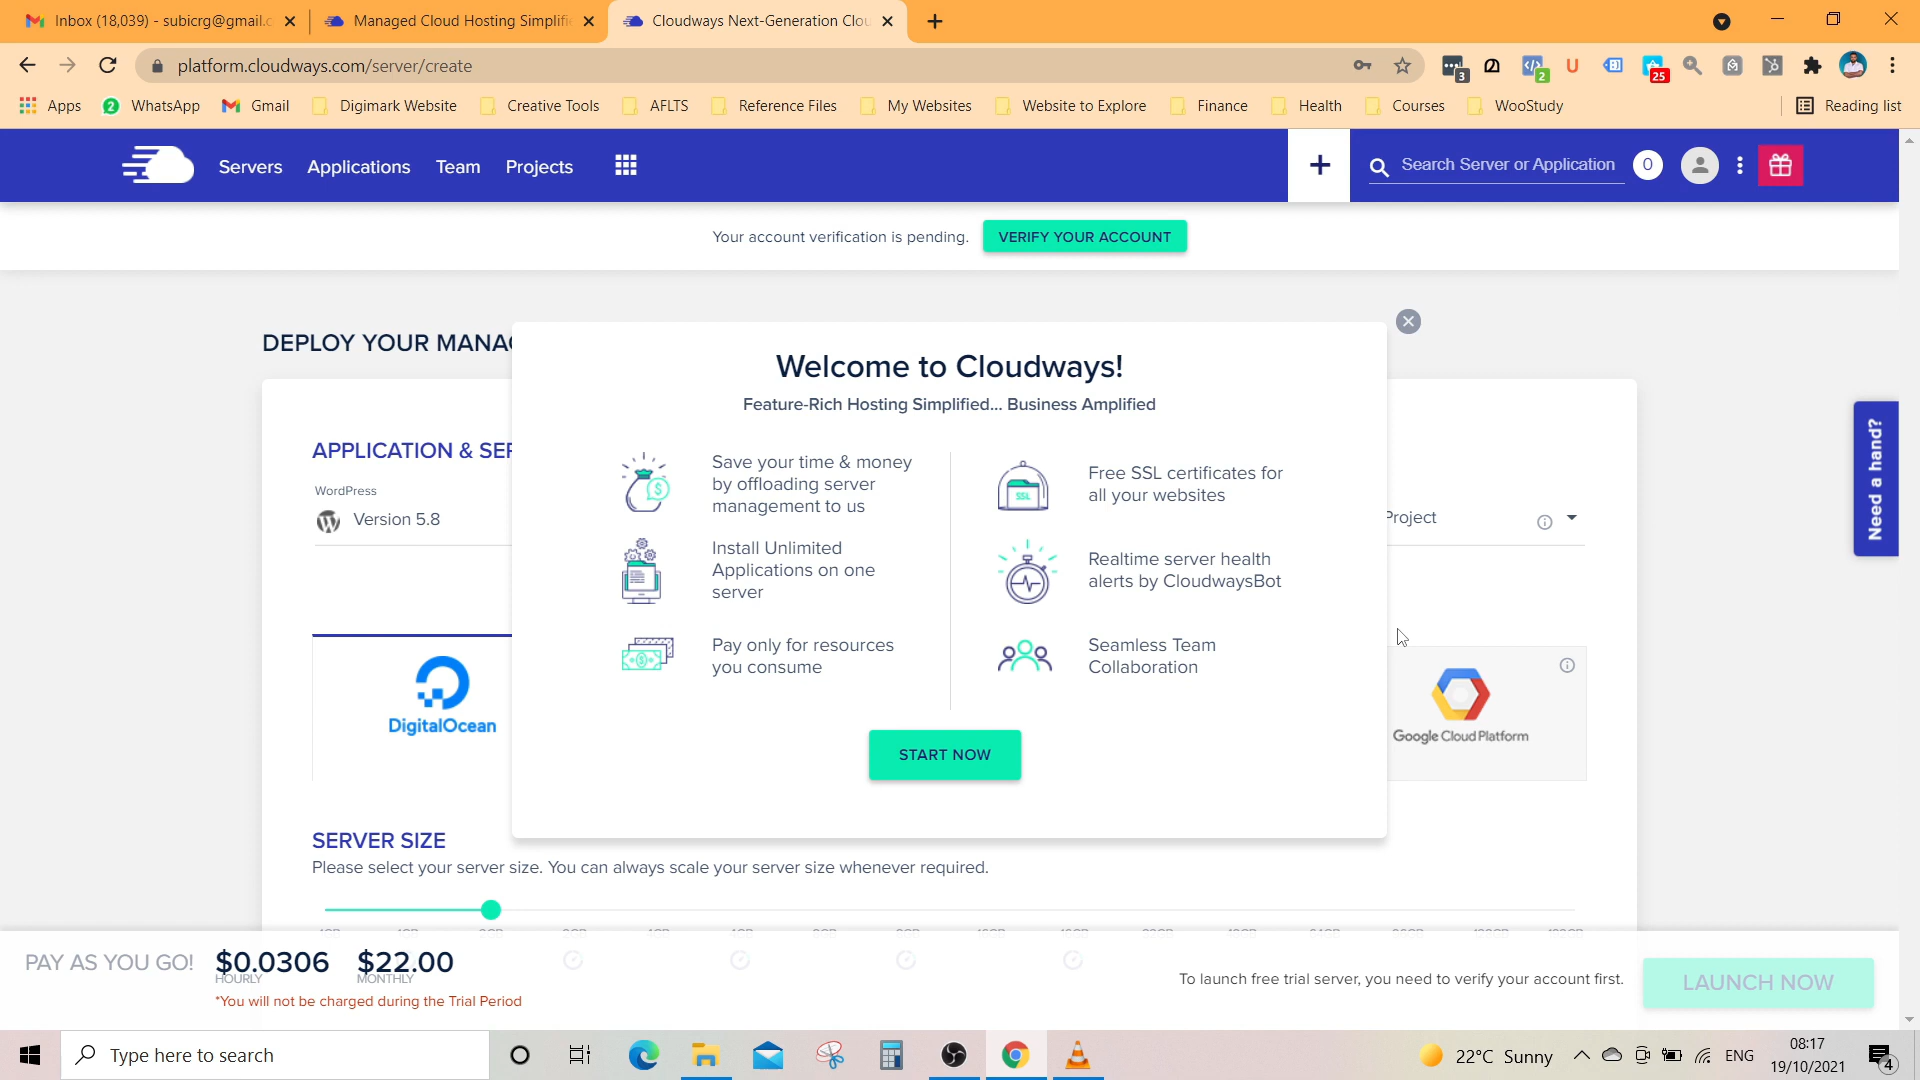 Inbox (18,039) - subicrg@gmail.c
Managed Cloud Hosting Simplifi
Cloudways Next-Generation Clou
platform.cloudways.com/server/create
3
2
25
Apps
2
WhatsApp
Gmail
Digimark Website
Creative Tools
AFLTS
Reference Files
My Websites
Website to Explore
Finance
Health
Courses
WooStudy
Reading list
Servers
Applications
Team
Projects
+
Search Server or Application
0
Your account verification is pending.
VERIFY YOUR ACCOUNT
DEPLOY YOUR MANA
Welcome to Cloudways!
Feature-Rich Hosting Simplified... Business Amplified
APPLICATION & SER
WordPress
Version 5.8
Project
Save your time & money
by offloading server
management to us
Install Unlimited
Applications on one
server
Pay only for resources
you consume
SSL
Free SSL certificates for
all your websites
Realtime server health
alerts by CloudwaysBot
Seamless Team
Collaboration
START NOW
DigitalOcean
Google Cloud Platform
Need a hand?
SERVER SIZE
Please select your server size. You can always scale your server size whenever required.
PAY AS YOU GO!
$0.0306
HOURLY
$22.00
MONTHLY
*You will not be charged during the Trial Period
To launch free trial server, you need to verify your account first.
LAUNCH NOW
Type here to search
22°C Sunny
ENG
08:17
19/10/2021
4